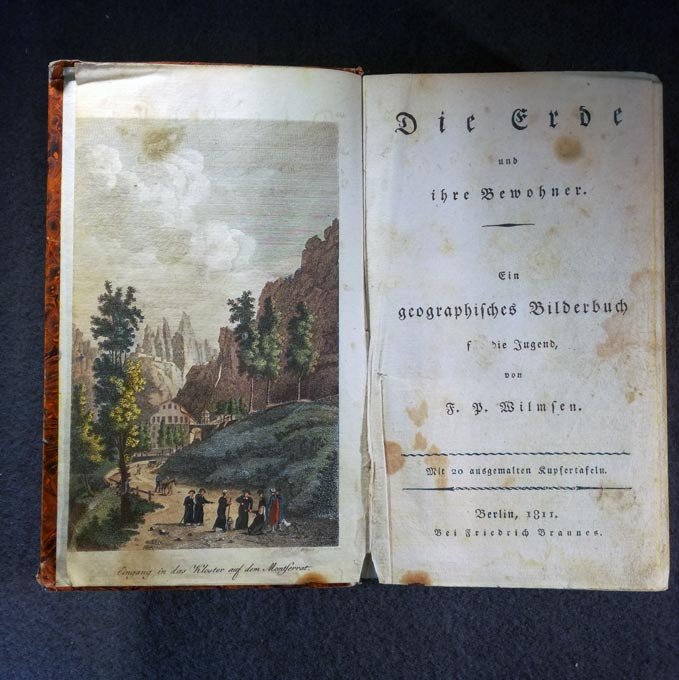 Eingang in das Kloster auf dem Montserrat.
Die Erde
und
ihre Bewohner.
Ein
geographisches Bilderbuch
f die Jugend,
von
F. P. Wilmsen.
Mit 20 ausgemalten Kupfertafeln.
Berlin, 1811.
Bei Friedrich Braunes.